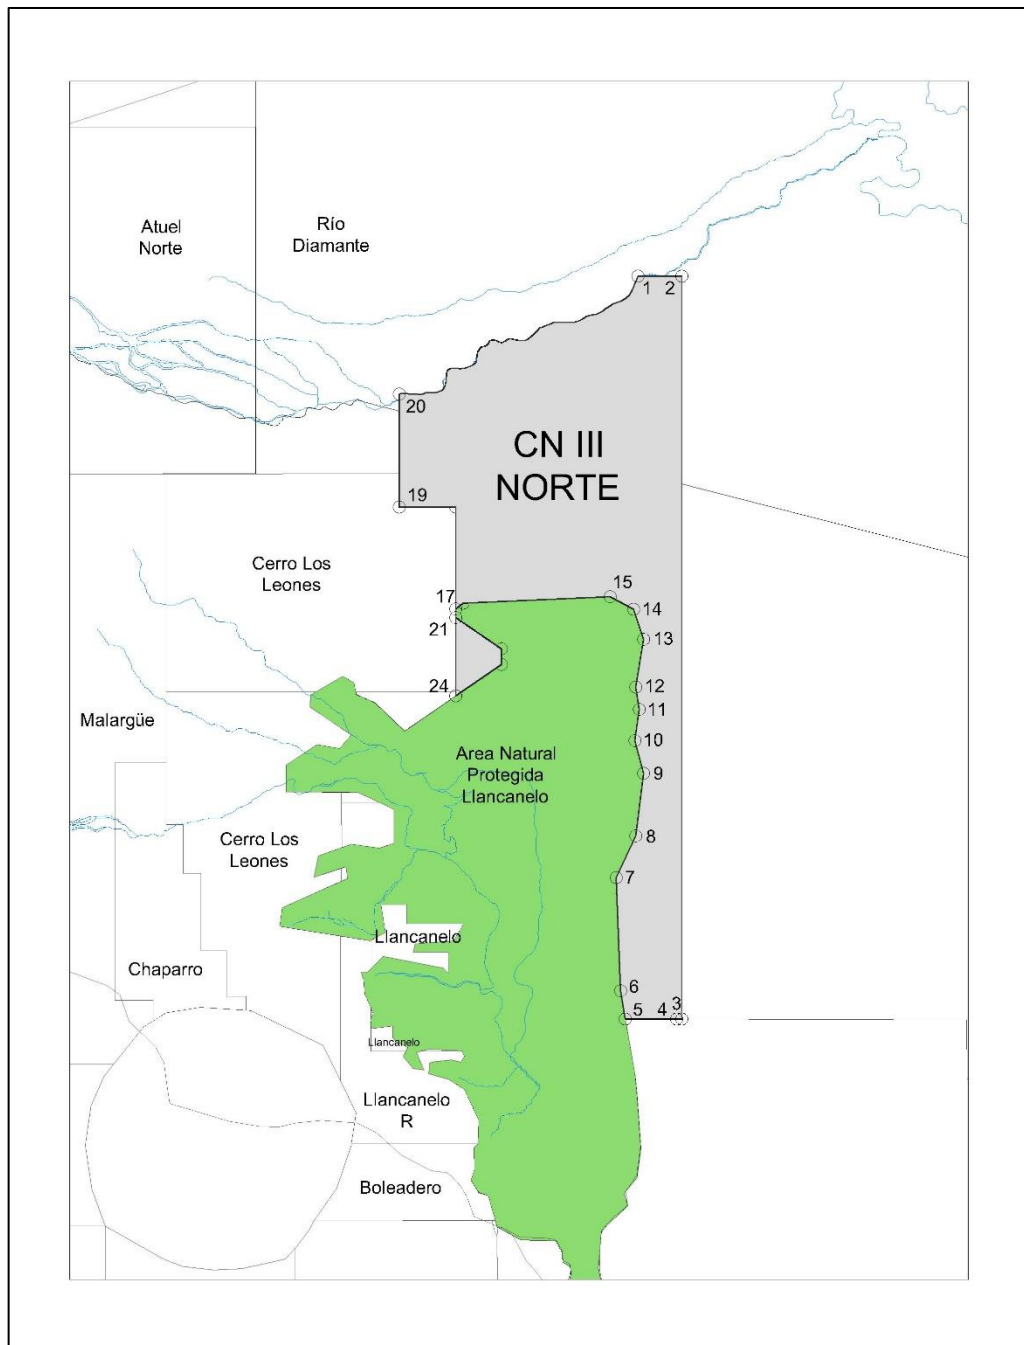 Atuel
Norte
Río
Diamante
1 2
20
CN III
NORTE
19
Cerro Los
Leones
15
17
14
21
13
24
12
11
Malargüe
10
Area Natural
Protegida
Llancanelo
9
8
Cerro Los
Leones
7
Llancanelo
Chaparro
6
5 4 3
Llancanelo
Llancanelo
R
Boleadero